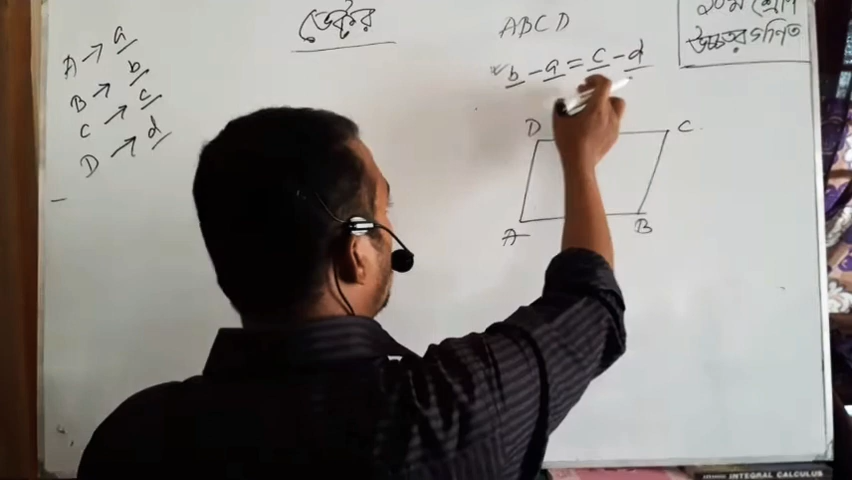 ভেক্টর
A → a
B → b
C → c
D → d
ABCD
b - a = c - d
১০ম শ্রেণি
উচ্চতর গণিত
D
C
A
B
INTEGRAL CALCULUS